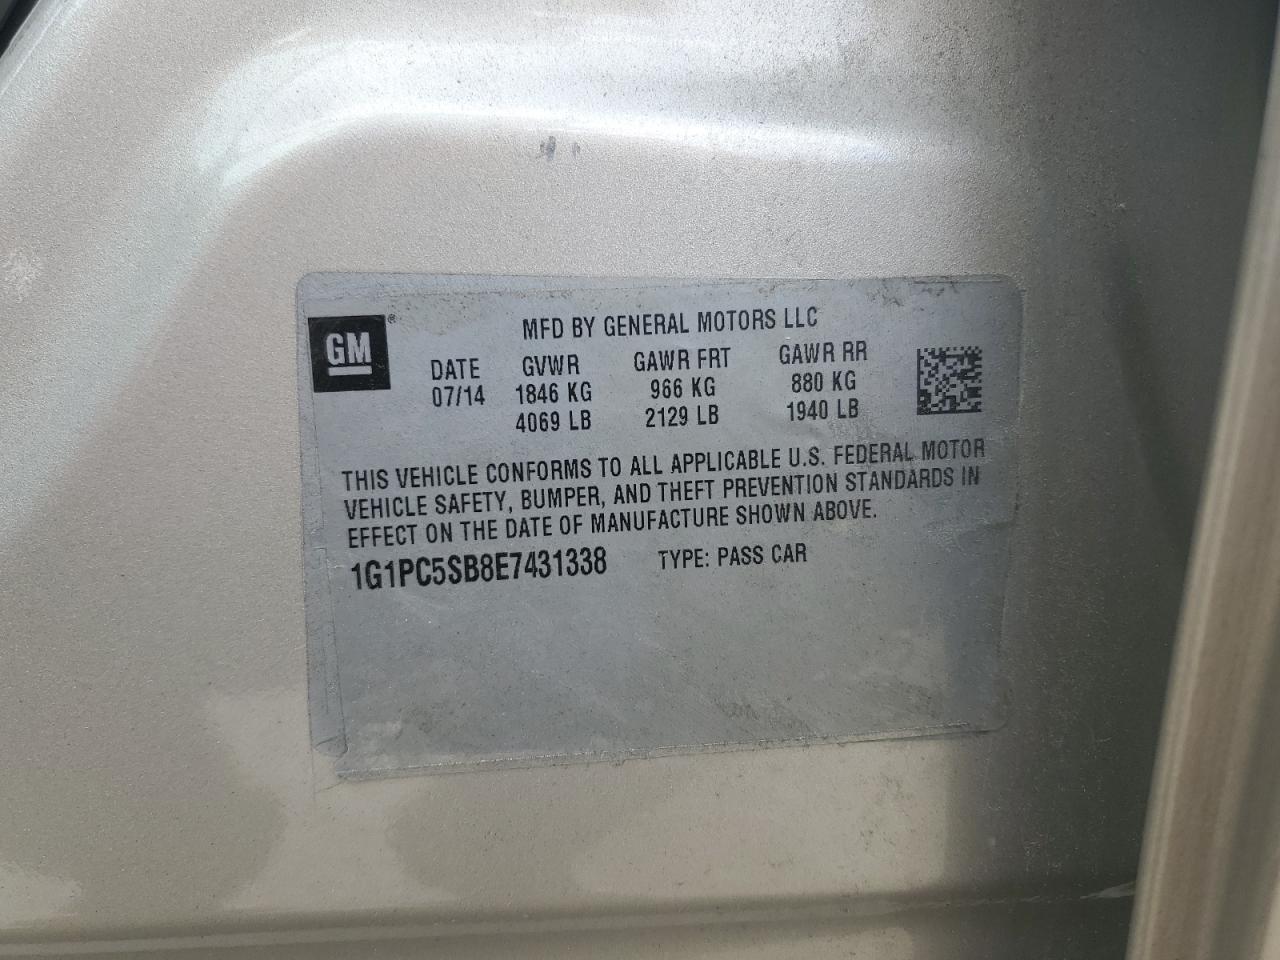 MFD BY GENERAL MOTORS LLC
GM®
DATE GVWR GAWR FRT GAWR RR
07/14 1846 KG 966 KG 880 KG
4069 LB 2129 LB 1940 LB
THIS VEHICLE CONFORMS TO ALL APPLICABLE U.S. FEDERAL MOTOR
VEHICLE SAFETY, BUMPER, AND THEFT PREVENTION STANDARDS IN
EFFECT ON THE DATE OF MANUFACTURE SHOWN ABOVE.
1G1PC5SB8E7431338 TYPE: PASS CAR